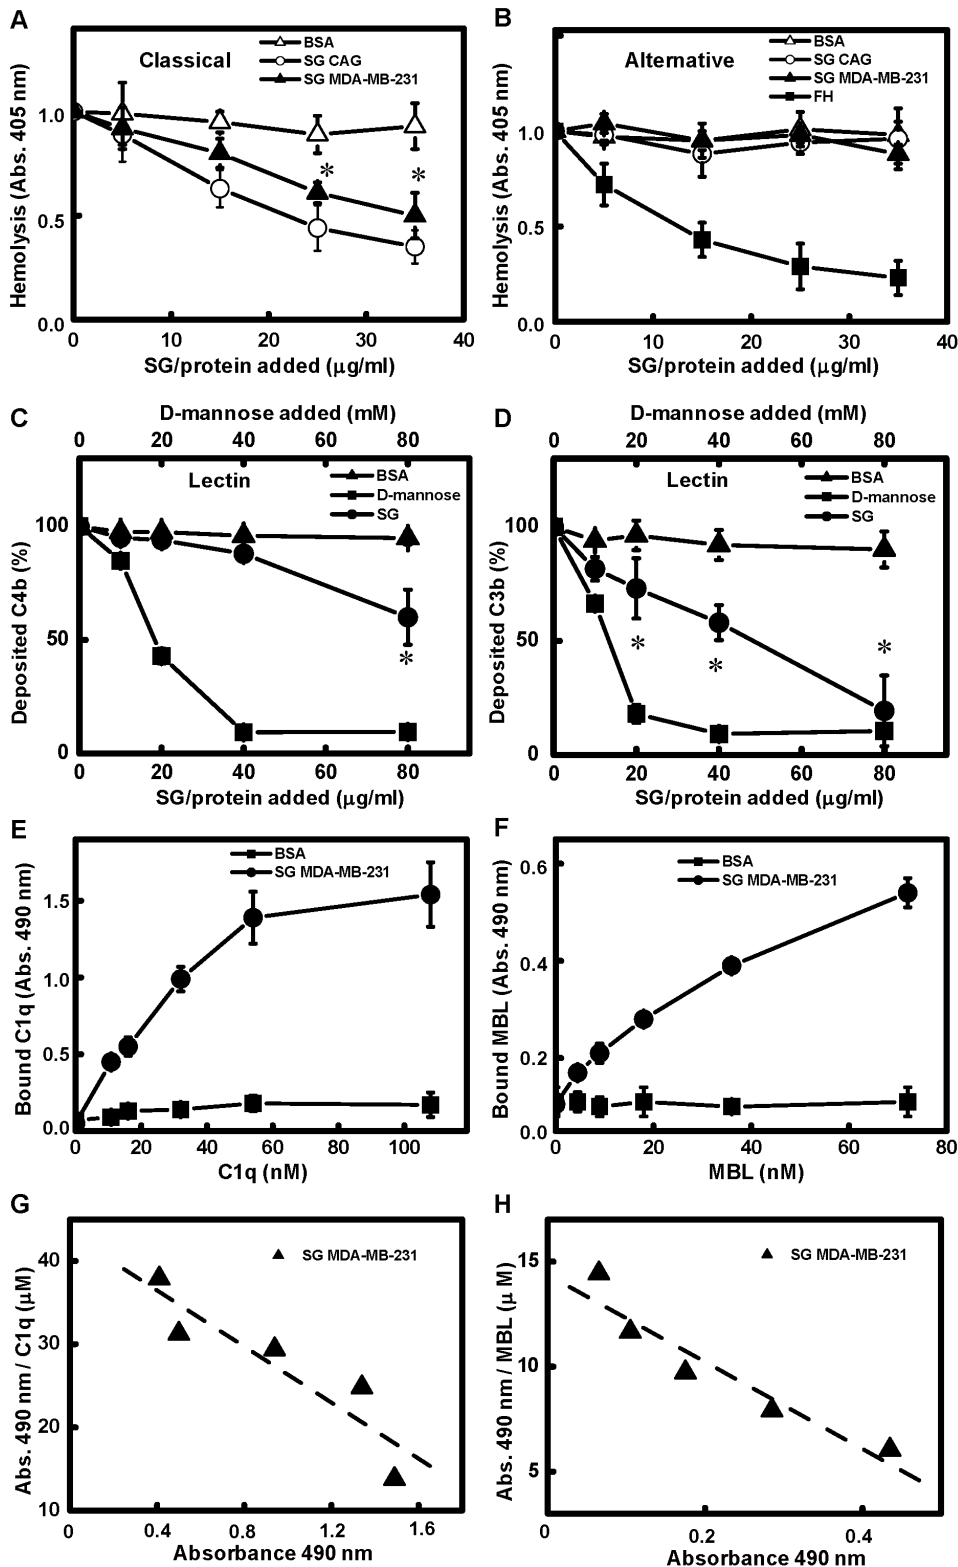 A
Classical
BSA
SG CAG
SG MDA-MB-231
Hemolysis (Abs. 405 nm)
1.0
0.5
0.0
*
*
0 10 20 30 40
SG/protein added (μg/ml)
B
Alternative
BSA
SG CAG
SG MDA-MB-231
FH
Hemolysis (Abs. 405 nm)
1.0
0.5
0.0
0 10 20 30 40
SG/protein added (μg/ml)
C
D-mannose added (mM)
0 20 40 60 80
Lectin
BSA
D-mannose
SG
Deposited C4b (%)
100
50
0
*
0 20 40 60 80
SG/protein added (μg/ml)
D
D-mannose added (mM)
0 20 40 60 80
Lectin
BSA
D-mannose
SG
Deposited C3b (%)
100
50
0
*
*
*
0 20 40 60 80
SG/protein added (μg/ml)
E
BSA
SG MDA-MB-231
Bound C1q (Abs. 490 nm)
1.5
1.0
0.5
0.0
0 20 40 60 80 100
C1q (nM)
F
BSA
SG MDA-MB-231
Bound MBL (Abs. 490 nm)
0.6
0.4
0.2
0.0
0 20 40 60 80
MBL (nM)
G
SG MDA-MB-231
Abs. 490 nm / C1q (μM)
40
30
20
10
0 0.4 0.8 1.2 1.6
Absorbance 490 nm
H
SG MDA-MB-231
Abs. 490 nm / MBL (μ M)
15
10
5
0 0.2 0.4
Absorbance 490 nm